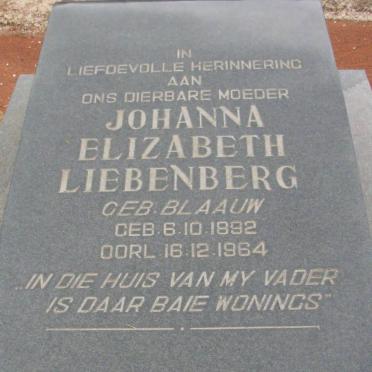 IN
LIEFDEVOLLE HERINNERING
AAN
ONS DIERBARE MOEDER
JOHANNA
ELIZABETH
LIEBENBERG
GEB. BLAAUW
GEB 6.10.1892
OORL 16.12.1964
„IN DIE HUIS VAN MY VADER
IS DAAR BAIE WONINGS"